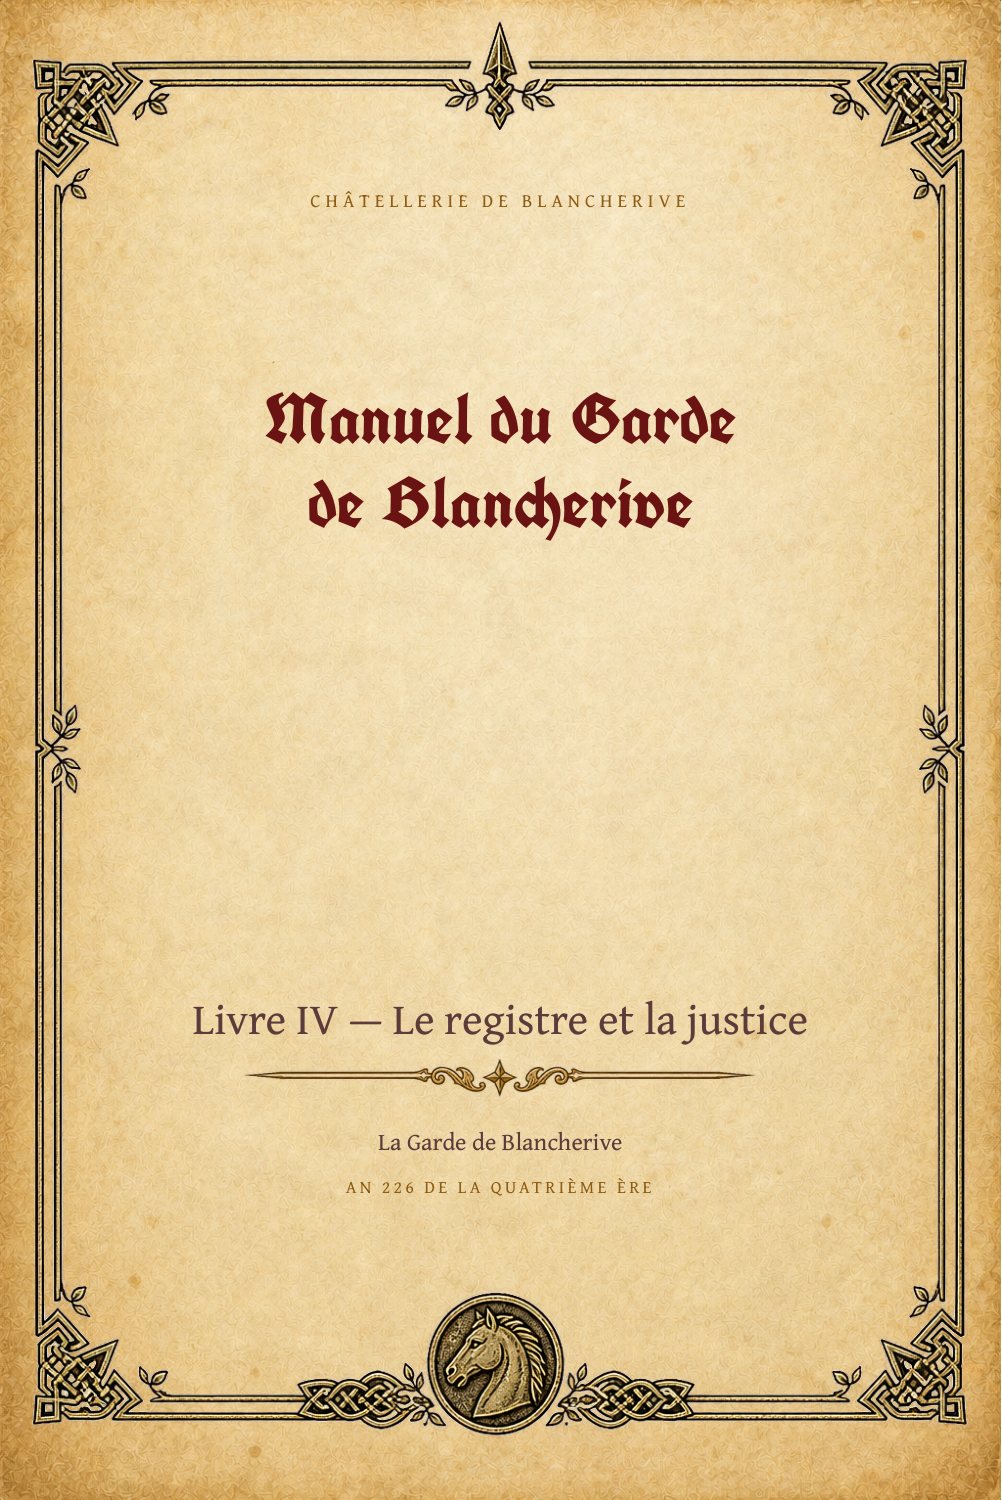 CHÂTELLERIE DE BLANCHERIVE
Manuel du Garde
de Blancherive
Livre IV — Le registre et la justice
La Garde de Blancherive
AN 226 DE LA QUATRIÈME ÈRE